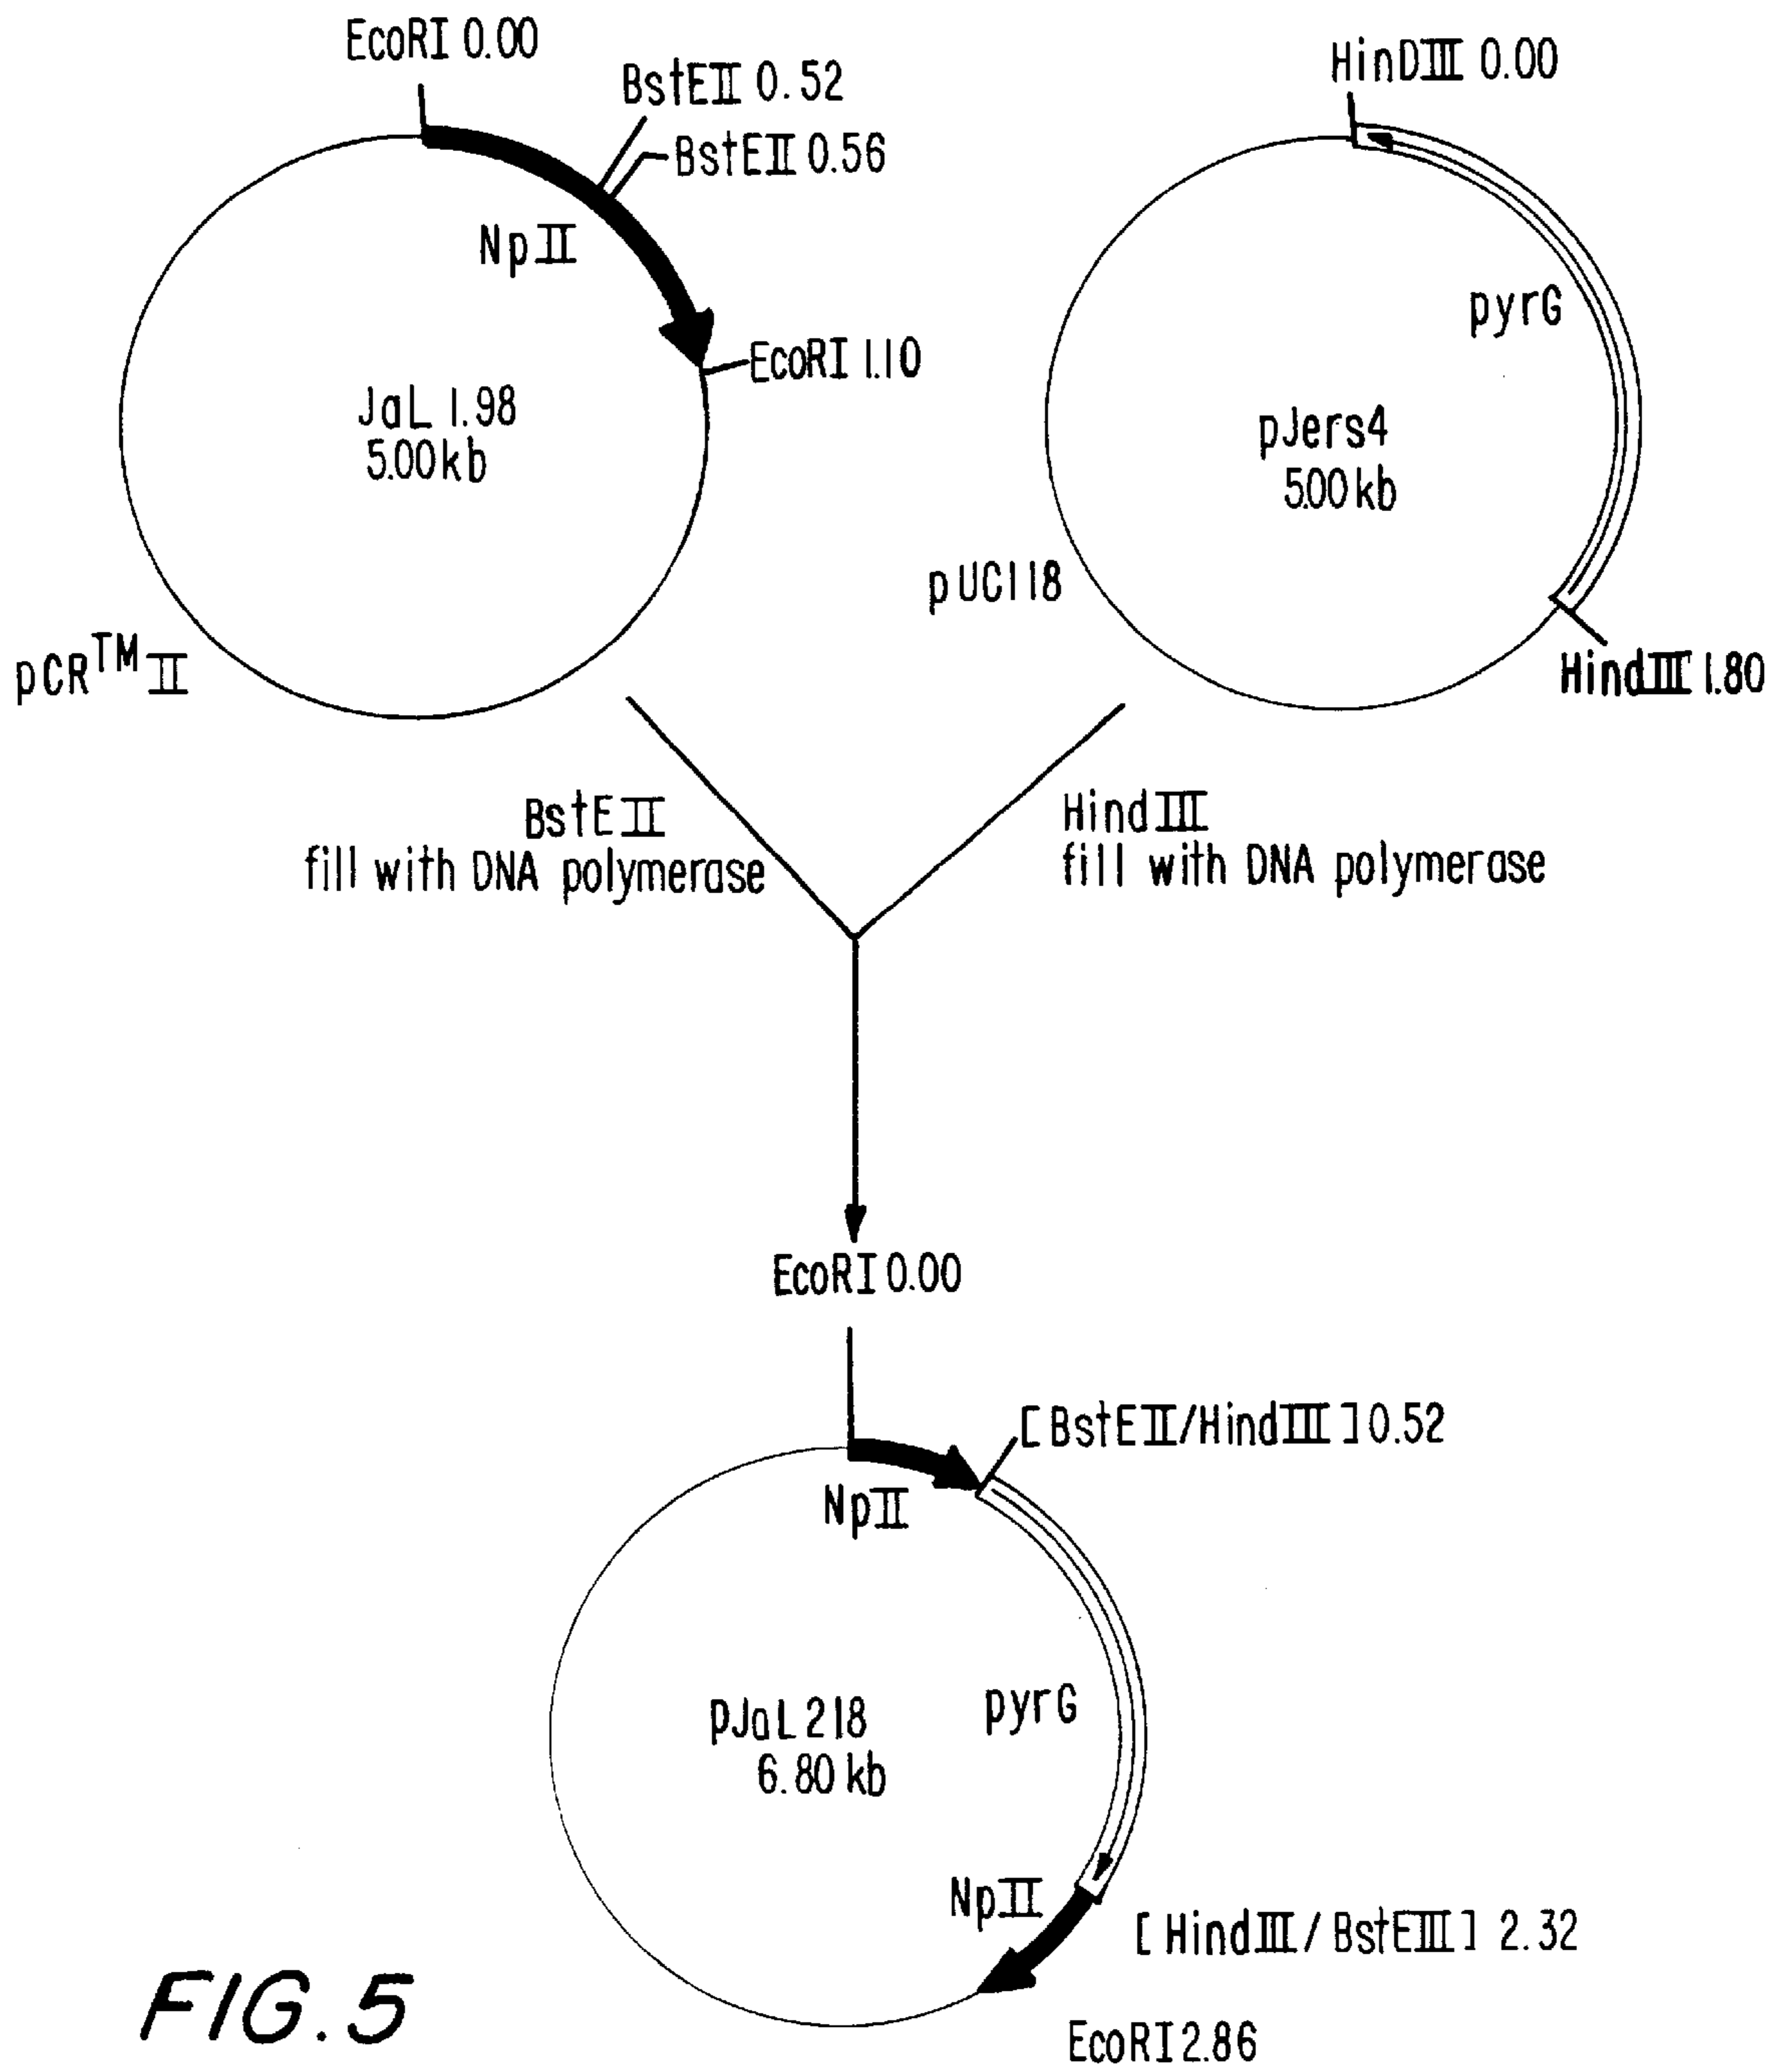 EcoRI 0.00
BstEII 0.52
BstEII 0.56
NpII
EcoRI 1.10
JaL 1.98
5.00kb
pCR™II
HinDIII 0.00
pyrG
pJers4
5.00 kb
pUC118
HindIII 1.80
BstEII
fill with DNA polymerase
HindIII
fill with DNA polymerase
EcoRI 0.00
[BstEII/HindIII] 0.52
NpII
pJaL218
6.80 kb
pyrG
NpII
[HindIII/BstEIII] 2.32
EcoRI 2.86
FIG. 5